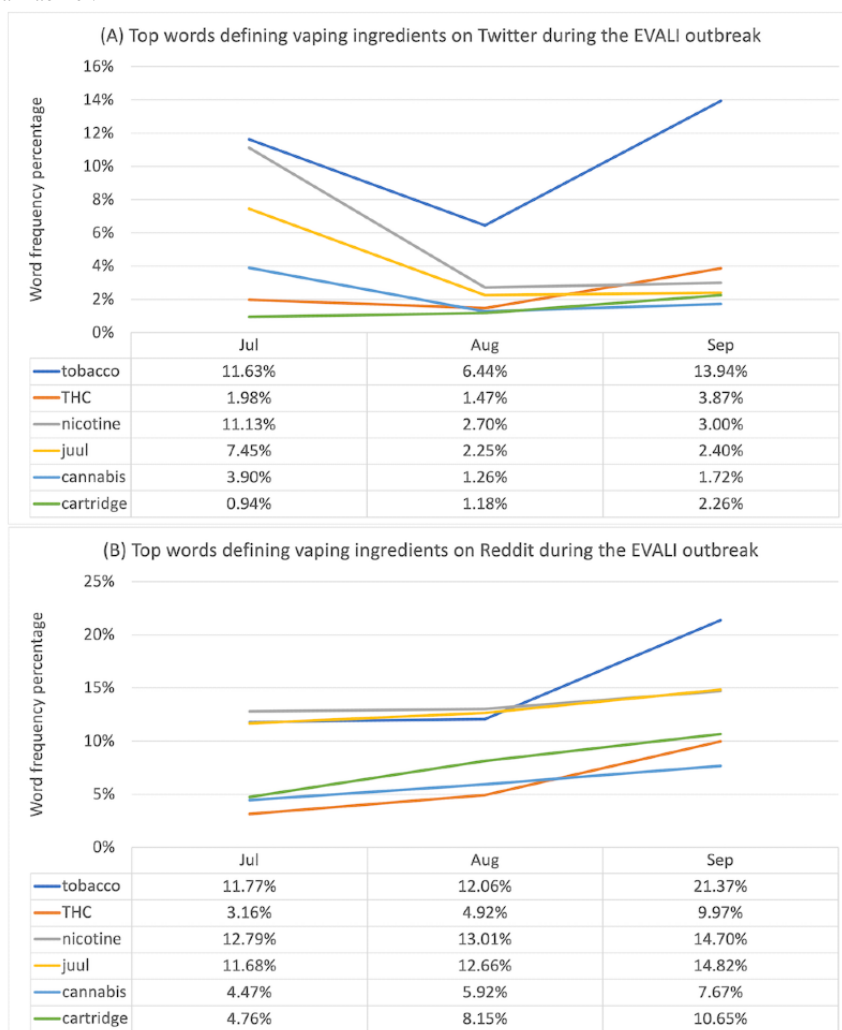 (A) Top words defining vaping ingredients on Twitter during the EVALI outbreak
16%
14%
12%
10%
8%
6%
4%
2%
0%
Word frequency percentage
Jul Aug Sep
tobacco 11.63% 6.44% 13.94%
THC 1.98% 1.47% 3.87%
nicotine 11.13% 2.70% 3.00%
juul 7.45% 2.25% 2.40%
cannabis 3.90% 1.26% 1.72%
cartridge 0.94% 1.18% 2.26%
(B) Top words defining vaping ingredients on Reddit during the EVALI outbreak
25%
20%
15%
10%
5%
0%
Word frequency percentage
Jul Aug Sep
tobacco 11.77% 12.06% 21.37%
THC 3.16% 4.92% 9.97%
nicotine 12.79% 13.01% 14.70%
juul 11.68% 12.66% 14.82%
cannabis 4.47% 5.92% 7.67%
cartridge 4.76% 8.15% 10.65%